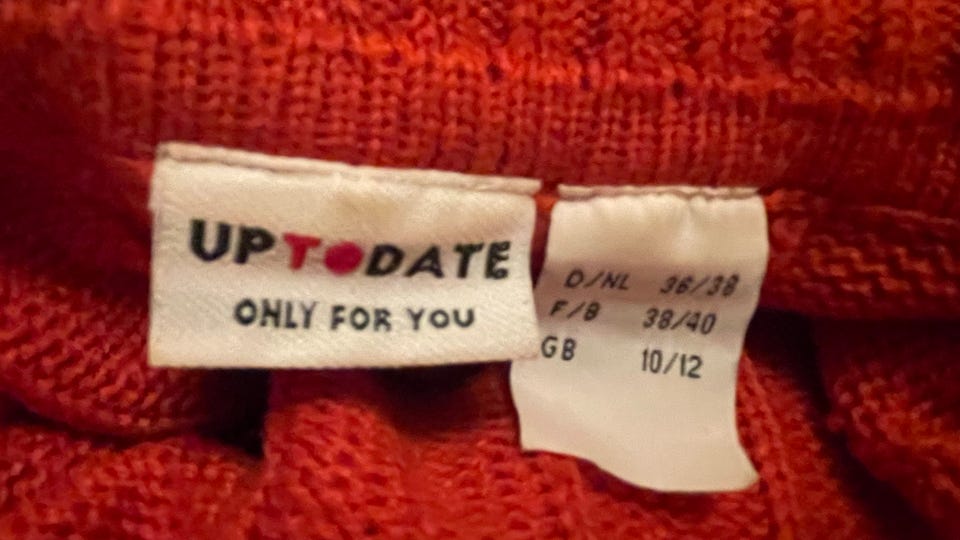 UPTODATE
ONLY FOR YOU
D/NL 36/38
F/B 38/40
GB 10/12